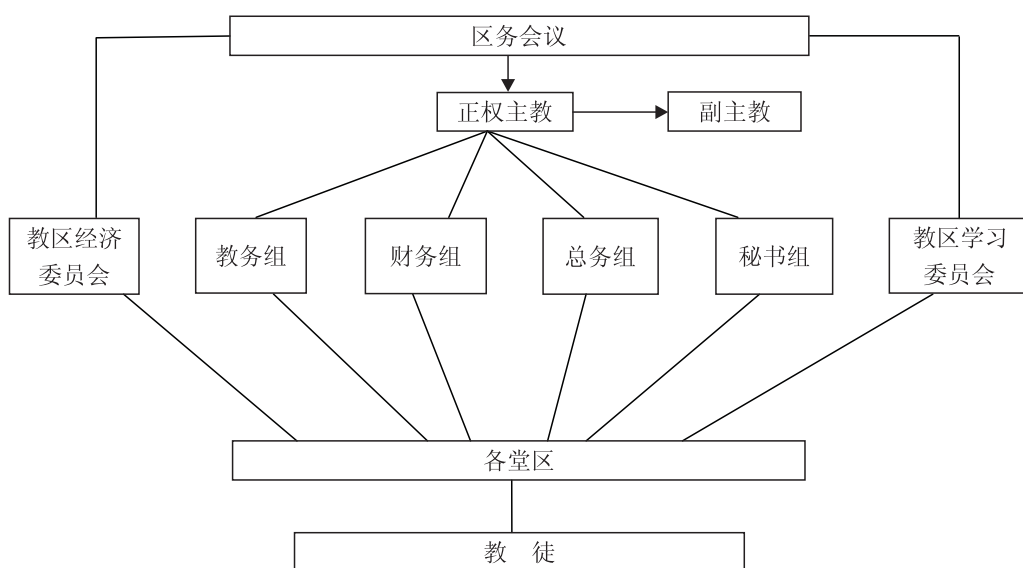 区务会议
正权主教
副主教
教区经济
委员会
教务组
财务组
总务组
秘书组
教区学习
委员会
各堂区
教 徒